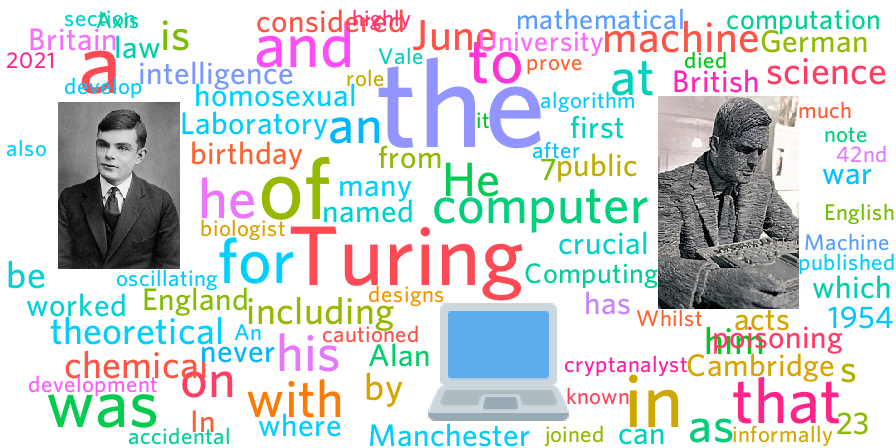 section Axis is considered highly June mathematical computation
Britain law and University machine German
2021 a intelligence Vale to prove at died British science
develop role the
homosexual algorithm much
Laboratory an it first note
also birthday from after 7 public 42nd
he of many He war
named computer English
biologist
for Turing crucial Machine
be oscillating Computing published
designs which
worked England including has
theoretical An cautioned Whilst acts 1954
chemical never his Alan him poisoning
development on by cryptanalyst Cambridge s
was with known in that
In where 23
accidental Manchester joined can as informally